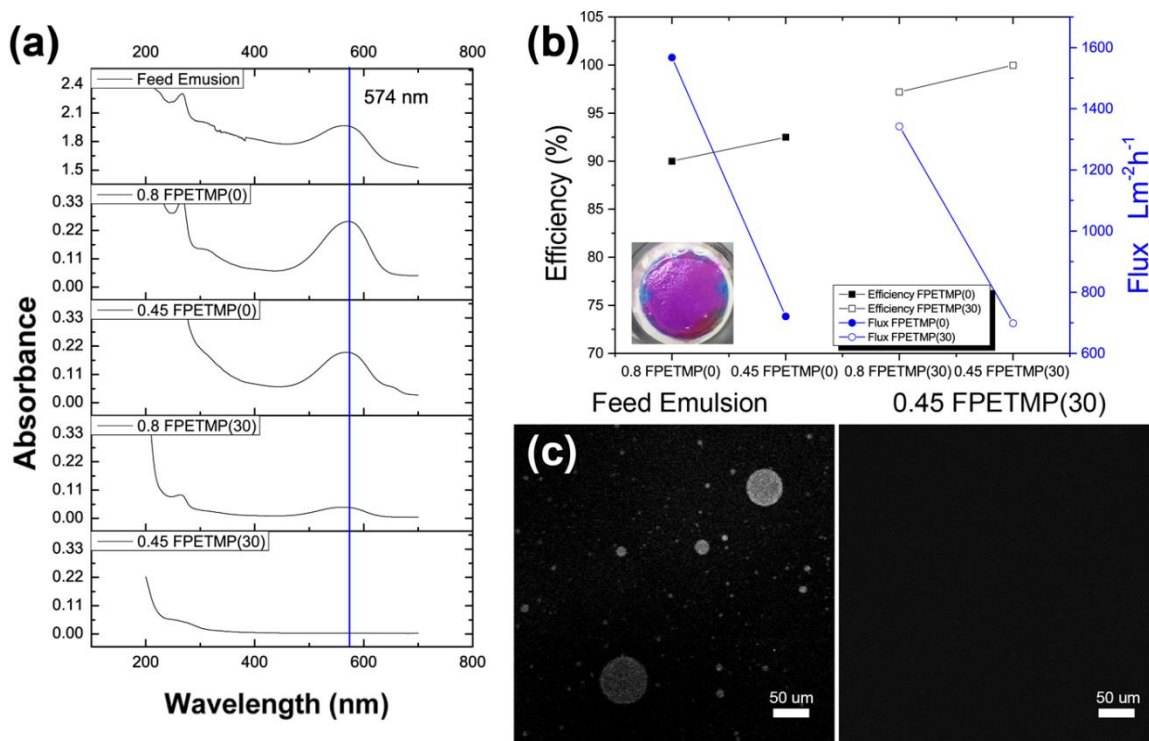 (a)
200 400 600 800
Feed Emusion
574 nm
2.4
2.1
1.8
1.5
0.8 FPETMP(0)
0.33
0.22
0.11
0.00
0.45 FPETMP(0)
0.33
0.22
0.11
0.00
0.8 FPETMP(30)
0.33
0.22
0.11
0.00
0.45 FPETMP(30)
0.33
0.22
0.11
0.00
200 400 600 800
Absorbance
Wavelength (nm)
(b)
105
100
95
90
85
80
75
70
Efficiency (%)
1600
1400
1200
1000
800
600
Flux Lm⁻²h⁻¹
Efficiency FPETMP(0)
Efficiency FPETMP(30)
Flux FPETMP(0)
Flux FPETMP(30)
0.8 FPETMP(0) 0.45 FPETMP(0) 0.8 FPETMP(30) 0.45 FPETMP(30)
Feed Emulsion 0.45 FPETMP(30)
(c)
50 um 50 um